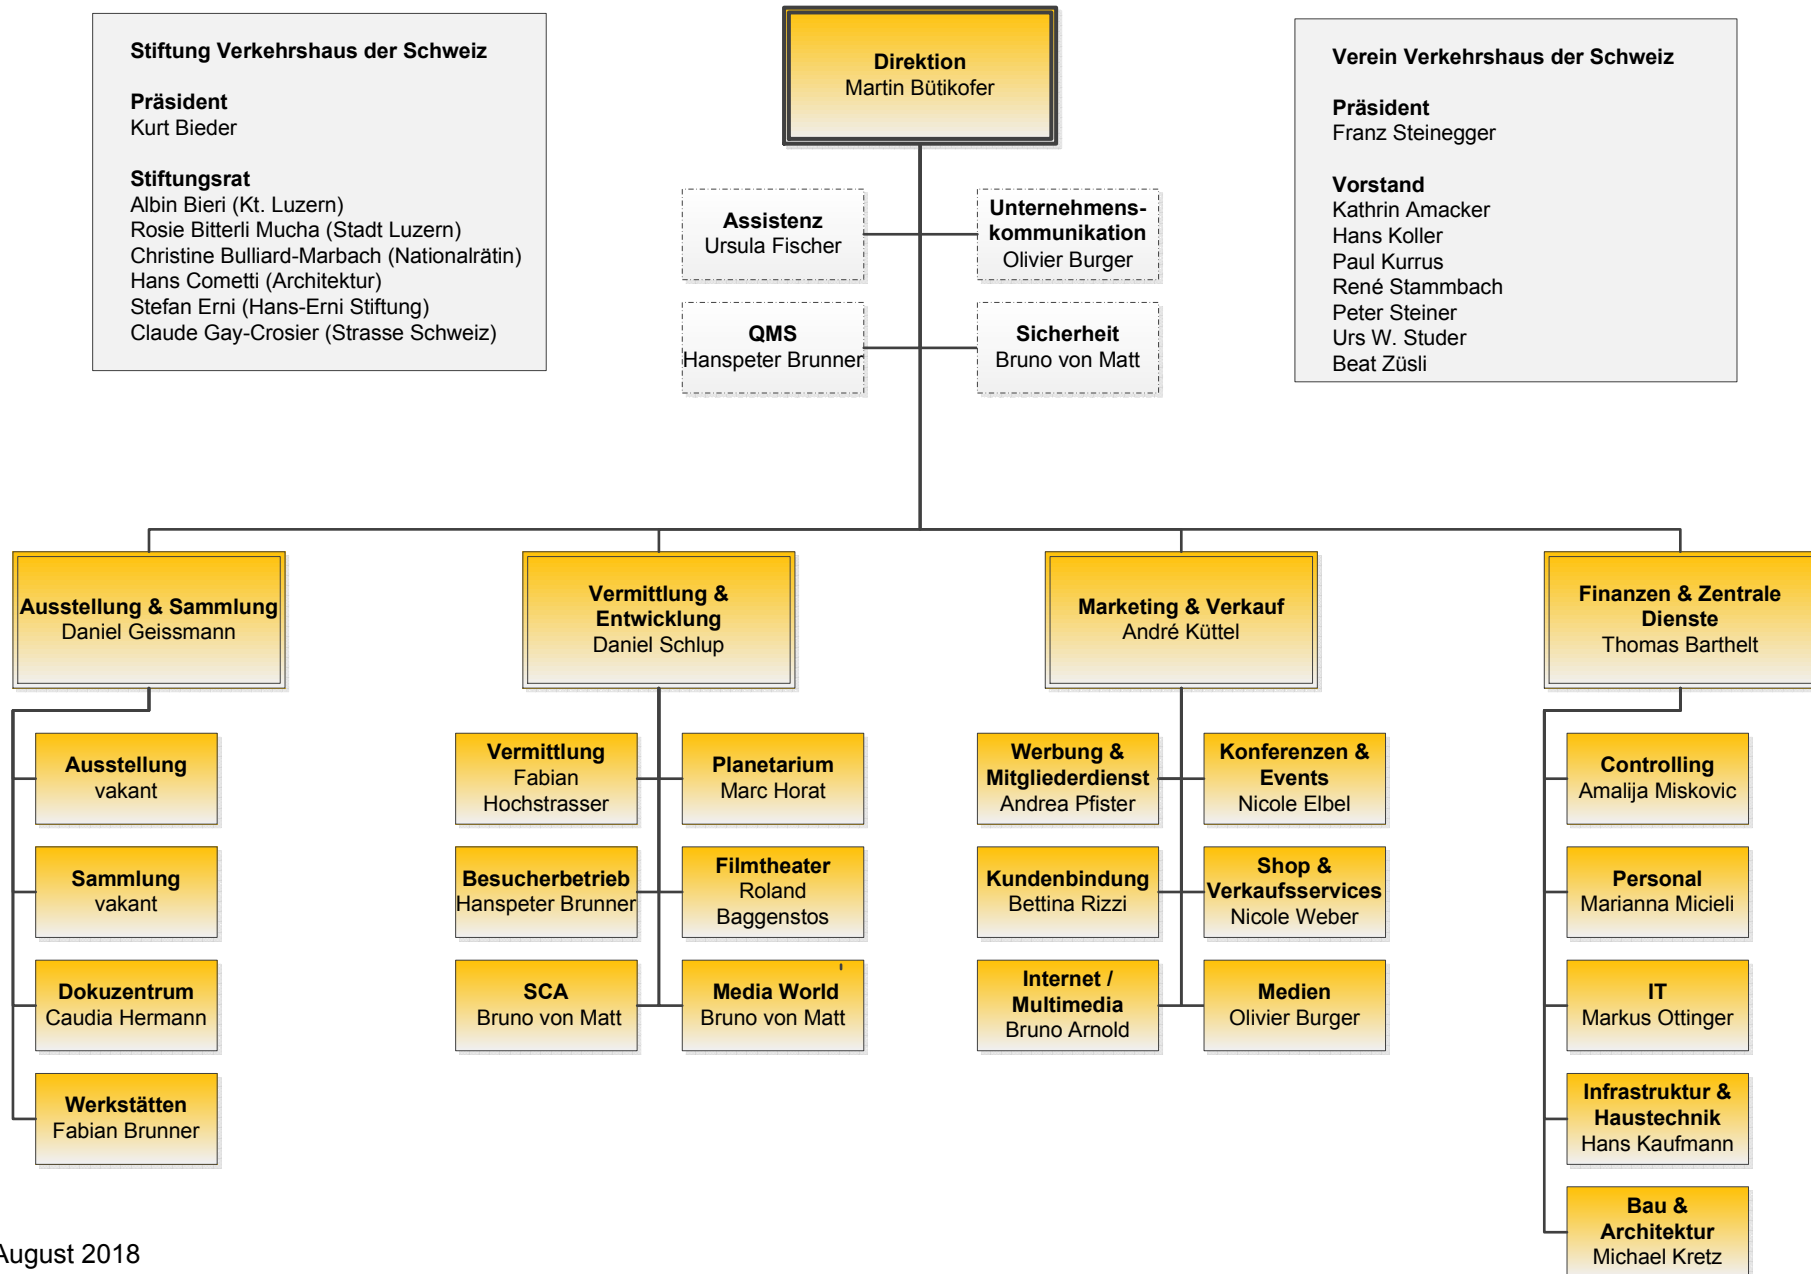 Stiftung Verkehrshaus der Schweiz
Präsident
Kurt Bieder
Stiftungsrat
Albin Bieri (Kt. Luzern)
Rosie Bitterli Mucha (Stadt Luzern)
Christine Bulliard-Marbach (Nationalrätin)
Hans Cometti (Architektur)
Stefan Erni (Hans-Erni Stiftung)
Claude Gay-Crosier (Strasse Schweiz)
Direktion
Martin Bütikofer
Verein Verkehrshaus der Schweiz
Präsident
Franz Steinegger
Vorstand
Kathrin Amacker
Hans Koller
Paul Kurrus
René Stammbach
Peter Steiner
Urs W. Studer
Beat Züsli
Assistenz
Ursula Fischer
Unternehmens-
kommunikation
Olivier Burger
QMS
Hanspeter Brunner
Sicherheit
Bruno von Matt
Ausstellung & Sammlung
Daniel Geissmann
Vermittlung &
Entwicklung
Daniel Schlup
Marketing & Verkauf
André Küttel
Finanzen & Zentrale
Dienste
Thomas Barthelt
Ausstellung
vakant
Sammlung
vakant
Dokuzentrum
Caudia Hermann
Werkstätten
Fabian Brunner
Vermittlung
Fabian
Hochstrasser
Planetarium
Marc Horat
Besucherbetrieb
Hanspeter Brunner
Filmtheater
Roland
Baggenstos
SCA
Bruno von Matt
Media World
Bruno von Matt
Werbung &
Mitgliederdienst
Andrea Pfister
Konferenzen &
Events
Nicole Elbel
Kundenbindung
Bettina Rizzi
Shop &
Verkaufsservices
Nicole Weber
Internet /
Multimedia
Bruno Arnold
Medien
Olivier Burger
Controlling
Amalija Miskovic
Personal
Marianna Micieli
IT
Markus Ottinger
Infrastruktur &
Haustechnik
Hans Kaufmann
Bau &
Architektur
Michael Kretz
August 2018